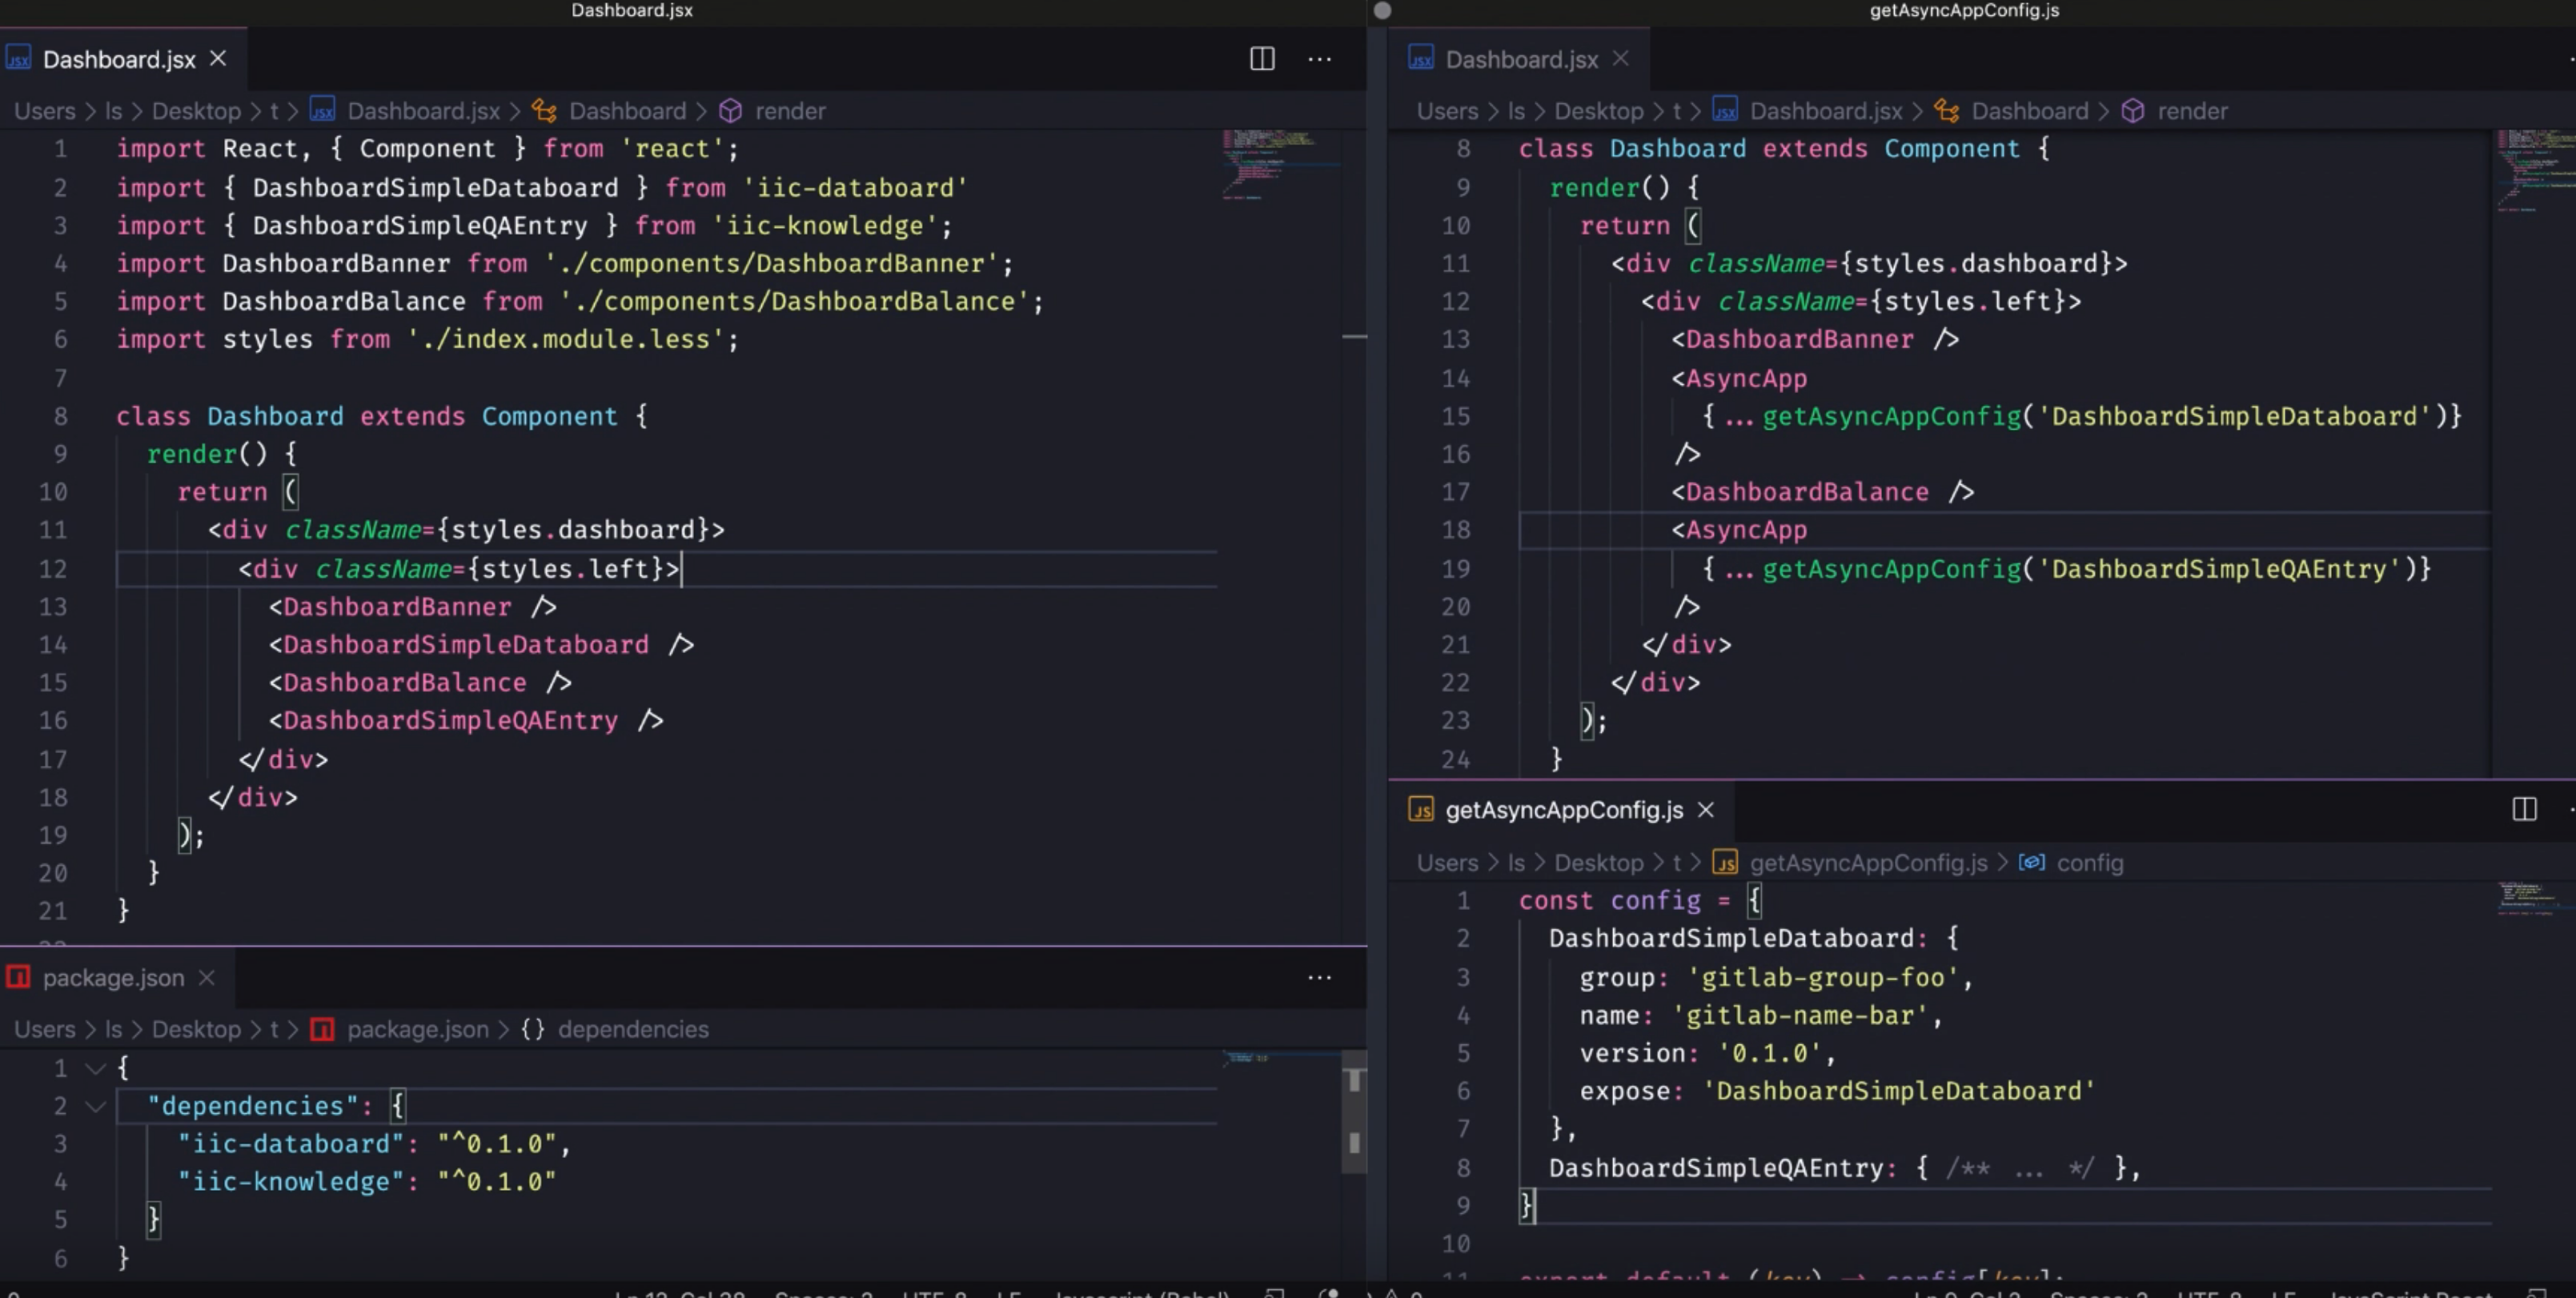 Dashboard.jsx
Dashboard.jsx
Users > ls > Desktop > t > Dashboard.jsx > Dashboard > render
1 import React, { Component } from 'react';
2 import { DashboardSimpleDataboard } from 'iic-databoard'
3 import { DashboardSimpleQAEntry } from 'iic-knowledge';
4 import DashboardBanner from './components/DashboardBanner';
5 import DashboardBalance from './components/DashboardBalance';
6 import styles from './index.module.less';
7
8 class Dashboard extends Component {
9 render() {
10 return (
11 <div className={styles.dashboard}>
12 <div className={styles.left}>
13 <DashboardBanner />
14 <DashboardSimpleDataboard />
15 <DashboardBalance />
16 <DashboardSimpleQAEntry />
17 </div>
18 </div>
19 );
20 }
21 }
package.json
Users > ls > Desktop > t > package.json > {} dependencies
1 {
2 "dependencies": {
3 "iic-databoard": "^0.1.0",
4 "iic-knowledge": "^0.1.0"
5 }
6 }
getAsyncAppConfig.js
Dashboard.jsx
Users > ls > Desktop > t > Dashboard.jsx > Dashboard > render
8 class Dashboard extends Component {
9 render() {
10 return (
11 <div className={styles.dashboard}>
12 <div className={styles.left}>
13 <DashboardBanner />
14 <AsyncApp
15 { ... getAsyncAppConfig('DashboardSimpleDataboard')}
16 />
17 <DashboardBalance />
18 <AsyncApp
19 { ... getAsyncAppConfig('DashboardSimpleQAEntry')}
20 />
21 </div>
22 </div>
23 );
24 }
JS getAsyncAppConfig.js
Users > ls > Desktop > t > JS getAsyncAppConfig.js > config
1 const config = {
2 DashboardSimpleDataboard: {
3 group: 'gitlab-group-foo',
4 name: 'gitlab-name-bar',
5 version: '0.1.0',
6 expose: 'DashboardSimpleDataboard'
7 },
8 DashboardSimpleQAEntry: { /** ... */ },
9 }
10